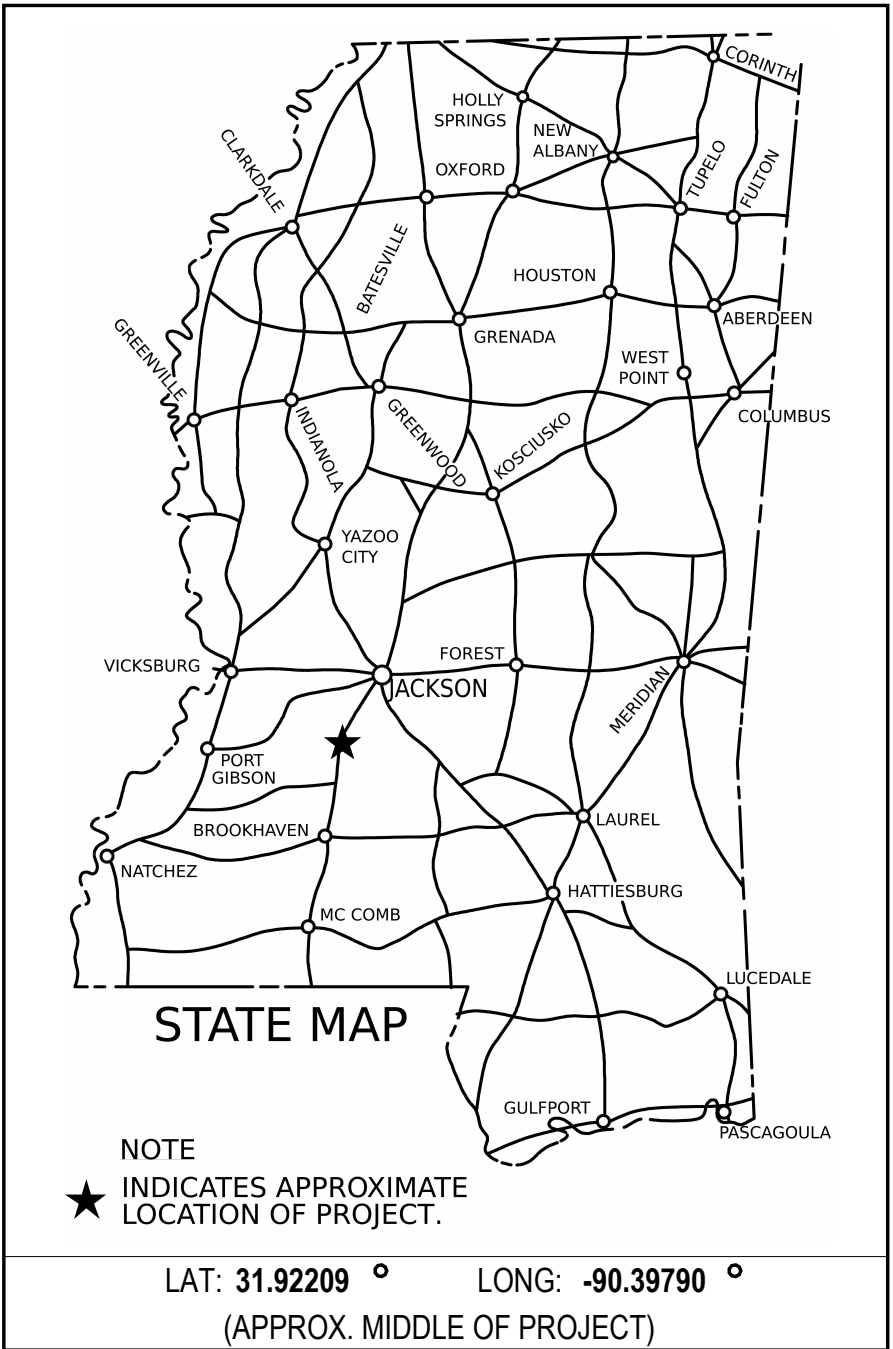 CORINTH
HOLLY
SPRINGS
NEW
ALBANY
CLARKDALE
OXFORD
TUPELO
FULTON
BATESVILLE
HOUSTON
ABERDEEN
GREENVILLE
GRENADA
WEST
POINT
COLUMBUS
INDIANOLA
GREENWOOD
KOSCIUSKO
YAZOO
CITY
VICKSBURG
FOREST
JACKSON
MERIDIAN
PORT
GIBSON
BROOKHAVEN
LAUREL
NATCHEZ
HATTIESBURG
MC COMB
LUCEDALE
STATE MAP
GULFPORT
PASCAGOULA
NOTE
INDICATES APPROXIMATE
LOCATION OF PROJECT.
LAT: 31.92209 ° LONG: -90.39790 °
(APPROX. MIDDLE OF PROJECT)